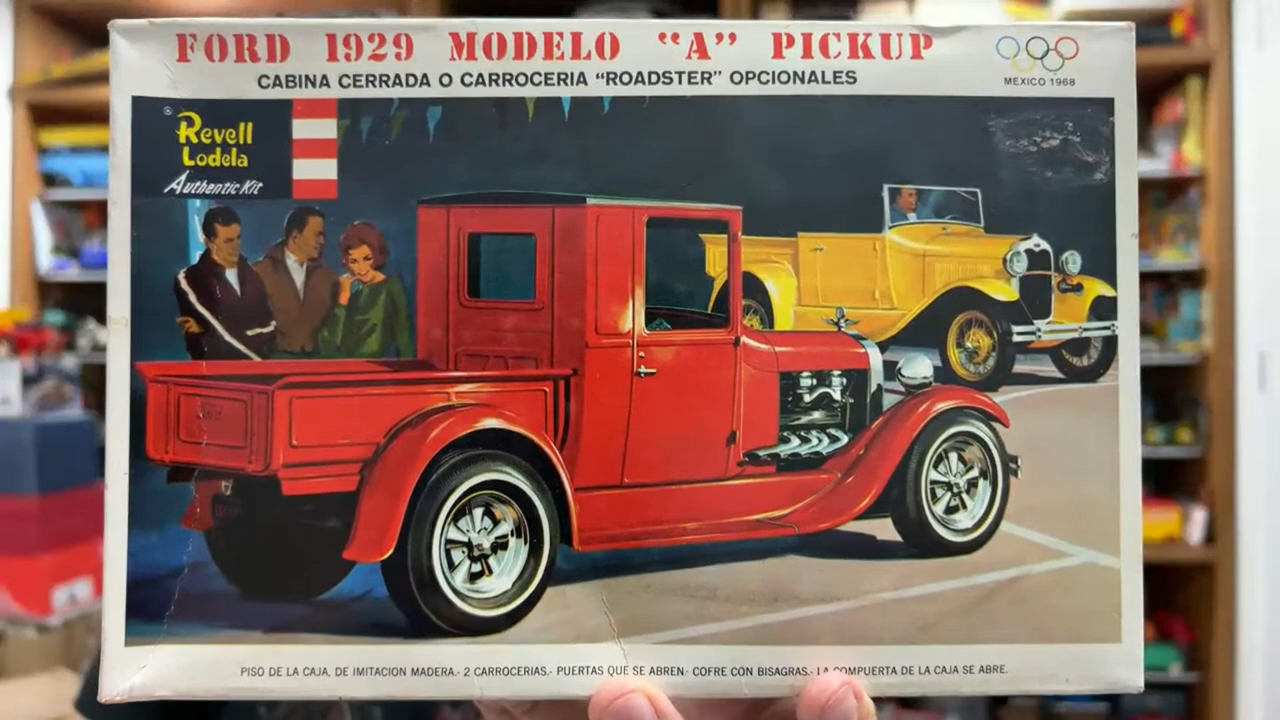 FORD 1929 MODELO “A” PICKUP
CABINA CERRADA O CARROCERIA “ROADSTER” OPCIONALES
MEXICO 1968
Revell
Lodela
Authentic Kit
Ford
PISO DE LA CAJA, DE IMITACION MADERA.- 2 CARROCERIAS.- PUERTAS QUE SE ABREN- COFRE CON BISAGRAS.- LA COMPUERTA DE LA CAJA SE ABRE.